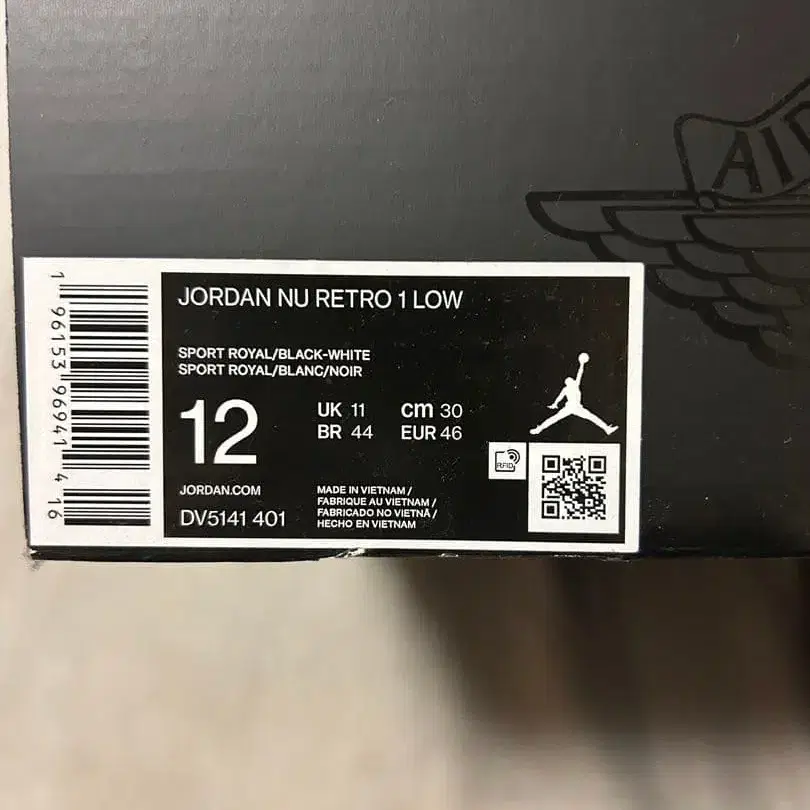 AI
JORDAN NU RETRO 1 LOW
SPORT ROYAL/BLACK-WHITE
SPORT ROYAL/BLANC/NOIR
12
UK 11 cm 30
BR 44 EUR 46
RFID
JORDAN.COM
DV5141 401
MADE IN VIETNAM /
FABRIQUE AU VIETNAM /
FABRICADO NO VIETNÃ /
HECHO EN VIETNAM
1 96153 96941 4 16